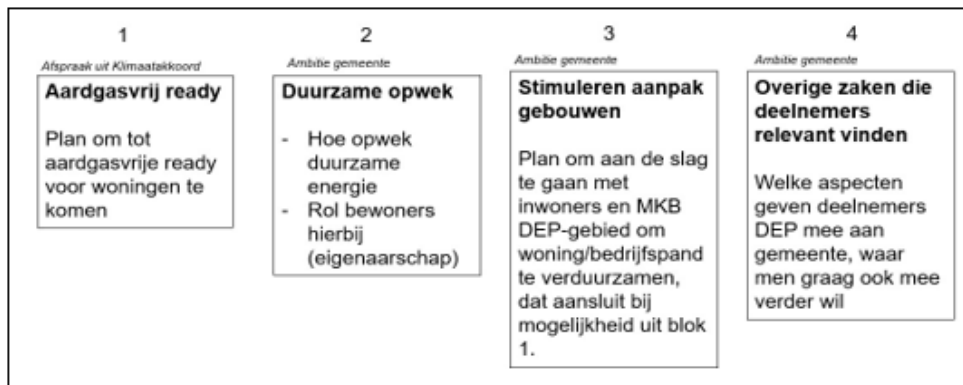 1
Afspraak uit Klimaatakkoord
Aardgasvrij ready
Plan om tot
aardgasvrije ready
voor woningen te
komen
2
Ambitie gemeente
Duurzame opwek
- Hoe opwek
duurzame
energie
- Rol bewoners
hierbij
(eigenaarschap)
3
Ambitie gemeente
Stimuleren aanpak
gebouwen
Plan om aan de slag
te gaan met
inwoners en MKB
DEP-gebied om
woning/bedrijfspand
te verduurzamen,
dat aansluit bij
mogelijkheid uit blok
1.
4
Ambitie gemeente
Overige zaken die
deelnemers
relevant vinden
Welke aspecten
geven deelnemers
DEP mee aan
gemeente, waar
men graag ook mee
verder wil